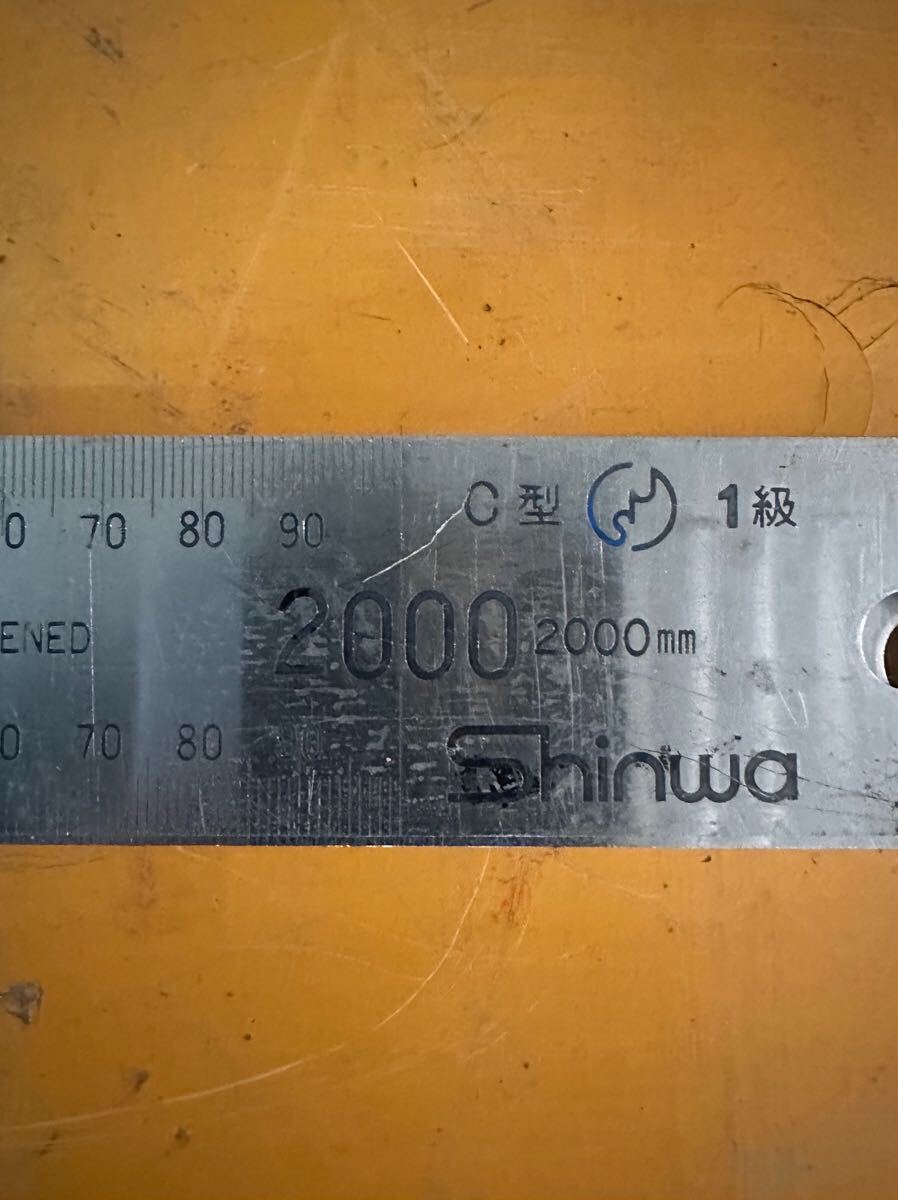 0 70 80 90 C型 1級
ENED 2000 2000mm
0 70 80 Shinwa